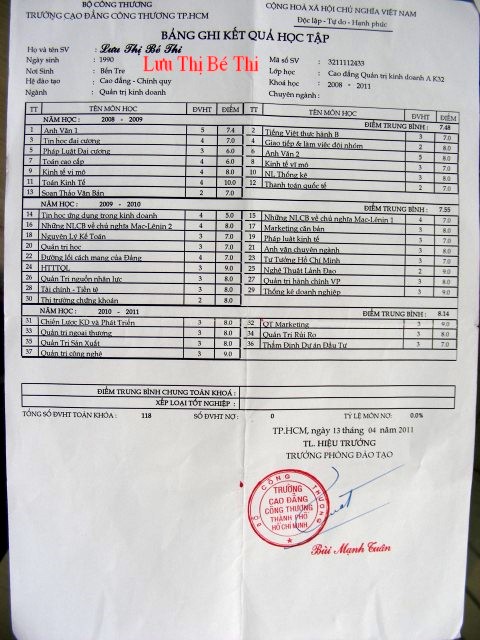 BỘ CÔNG THƯƠNG
TRƯỜNG CAO ĐẲNG CÔNG THƯƠNG TP.HCM
CỘNG HOÀ XÃ HỘI CHỦ NGHĨA VIỆT NAM
Độc lập - Tự do - Hạnh phúc
BẢNG GHI KẾT QUẢ HỌC TẬP
Họ và tên SV : Lưu Thị Bé Thi
Lưu Thị Bé Thi
Ngày sinh : 1990
Nơi Sinh : Bến Tre
Hệ đào tạo : Cao đẳng - Chính quy
Ngành : Quản trị kinh doanh
Mã số SV : 3211112433
Lớp học : Cao đẳng Quản trị kinh doanh A K32
Khoá học : 2008 - 2011
Chuyên ngành :
TT TÊN MÔN HỌC ĐVHT ĐIỂM
NĂM HỌC : 2008 - 2009
1 Anh Văn 1 5 7.4
3 Tin học đại cương 4 7.0
5 Pháp Luật Đại cương 3 6.0
7 Toán cao cấp 4 6.0
9 Kinh tế vi mô 4 8.0
11 Toán Kinh Tế 4 10.0
13 Soạn Thảo Văn Bản 2 7.0
NĂM HỌC : 2009 - 2010
14 Tin học ứng dụng trong kinh doanh 4 5.0
16 Những NLCB về chủ nghĩa Mac-Lênin 2 4 8.0
18 Nguyên Lý Kế Toán 3 7.0
20 Quản trị học 3 7.0
22 Đường lối cách mạng của Đảng 4 7.0
24 HTTTQL 3 9.0
26 Quản Trị nguồn nhân lực 3 8.0
28 Tài chính - Tiền tệ 3 8.0
30 Thị trường chứng khoán 2 8.0
NĂM HỌC : 2010 - 2011
31 Chiến Lược KD và Phát Triển 3 8.0
33 Quản trị ngoại thương 3 8.0
35 Quản Trị Sản Xuất 3 8.0
37 Quản trị công nghệ 3 9.0
TT TÊN MÔN HỌC ĐVHT ĐIỂM
ĐIỂM TRUNG BÌNH : 7.48
2 Tiếng Việt thực hành B 3 7.0
4 Giao tiếp & làm việc đội nhóm 2 8.0
6 Anh Văn 2 5 8.0
8 Kinh tế vĩ mô 3 7.0
10 NL Thống kê 3 8.0
12 Thanh toán quốc tế 2 7.0
ĐIỂM TRUNG BÌNH : 7.55
15 Những NLCB về chủ nghĩa Mac-Lênin 1 4 7.0
17 Marketing căn bản 3 8.0
19 Pháp luật kinh tế 3 7.0
21 Anh văn chuyên ngành 3 8.0
23 Tư Tưởng Hồ Chí Minh 3 7.0
25 Nghệ Thuật Lãnh Đạo 2 9.0
27 Quản trị hành chính VP 3 8.0
29 Thống kê doanh nghiệp 3 9.0
ĐIỂM TRUNG BÌNH : 8.14
32 QT Marketing 3 9.0
34 Quản Trị Rủi Ro 3 8.0
36 Thẩm Định Dự án Đầu Tư 3 7.0
ĐIỂM TRUNG BÌNH CHUNG TOÀN KHOÁ :
XẾP LOẠI TỐT NGHIỆP :
TỔNG SỐ ĐVHT TOÀN KHÓA : 118 SỐ ĐVHT NỢ : 0 TỶ LỆ MÔN NỢ : 0.0%
TP.HCM, ngày 13 tháng 04 năm 2011
TL. HIỆU TRƯỞNG
TRƯỞNG PHÒNG ĐÀO TẠO
BỘ CÔNG THƯƠNG
TRƯỜNG
CAO ĐẲNG
CÔNG THƯƠNG
THÀNH PHỐ
HỒ CHÍ MINH
Bùi Mạnh Tuân